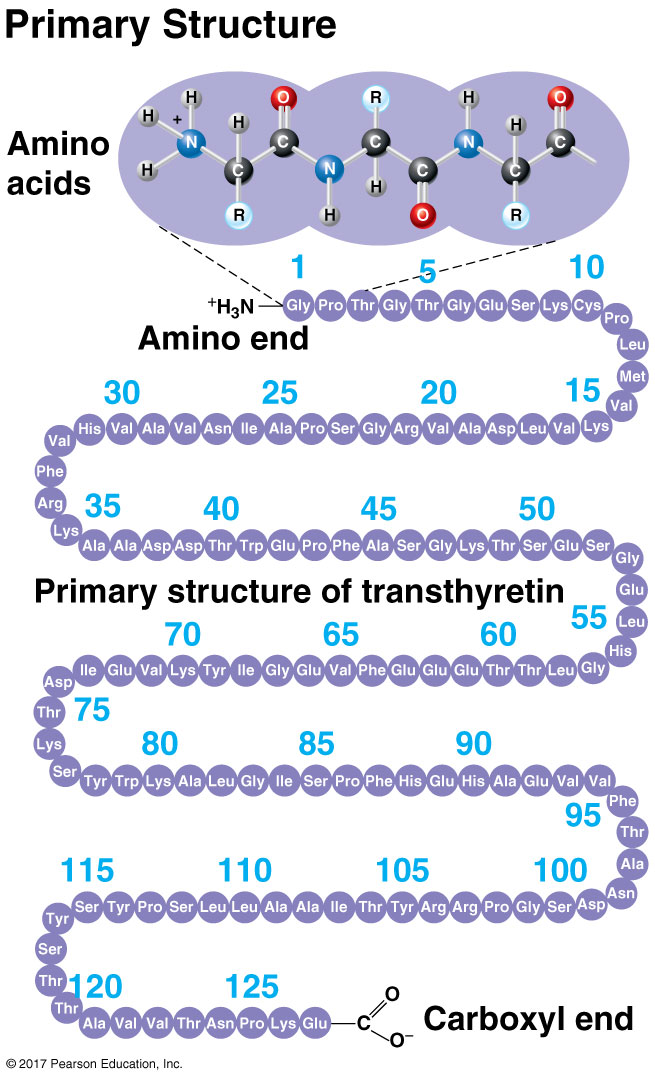 Primary Structure
H H H O R H H O
+
Amino acids
H N C C N C C N C C
H R H H O R
1 5 10
+H3N Gly Pro Thr Gly Thr Gly Glu Ser Lys Cys
Pro
Leu
Met
Val
Amino end
30 25 20 15
His Val Ala Val Asn Ile Ala Pro Ser Gly Arg Val Ala Asp Leu Val Lys
Val
Phe
Arg
Lys
35 40 45 50
Ala Ala Asp Asp Thr Trp Glu Pro Phe Ala Ser Gly Lys Thr Ser Glu Ser
Gly
Glu
Leu
His
Primary structure of transthyretin
70 65 60 55
Ile Glu Val Lys Tyr Ile Gly Glu Val Phe Glu Glu Glu Thr Thr Leu Gly
Asp
Thr
Lys
Ser
75
80 85 90
Tyr Trp Lys Ala Leu Gly Ile Ser Pro Phe His Glu His Ala Glu Val Val
Phe
Thr
Ala
Asn
95
115 110 105 100
Ser Tyr Pro Ser Leu Leu Ala Ala Ile Thr Tyr Arg Arg Pro Gly Ser Asp
Tyr
Ser
Thr
Thr
120 125
Ala Val Val Thr Asn Pro Lys Glu C O O−
Carboxyl end
© 2017 Pearson Education, Inc.